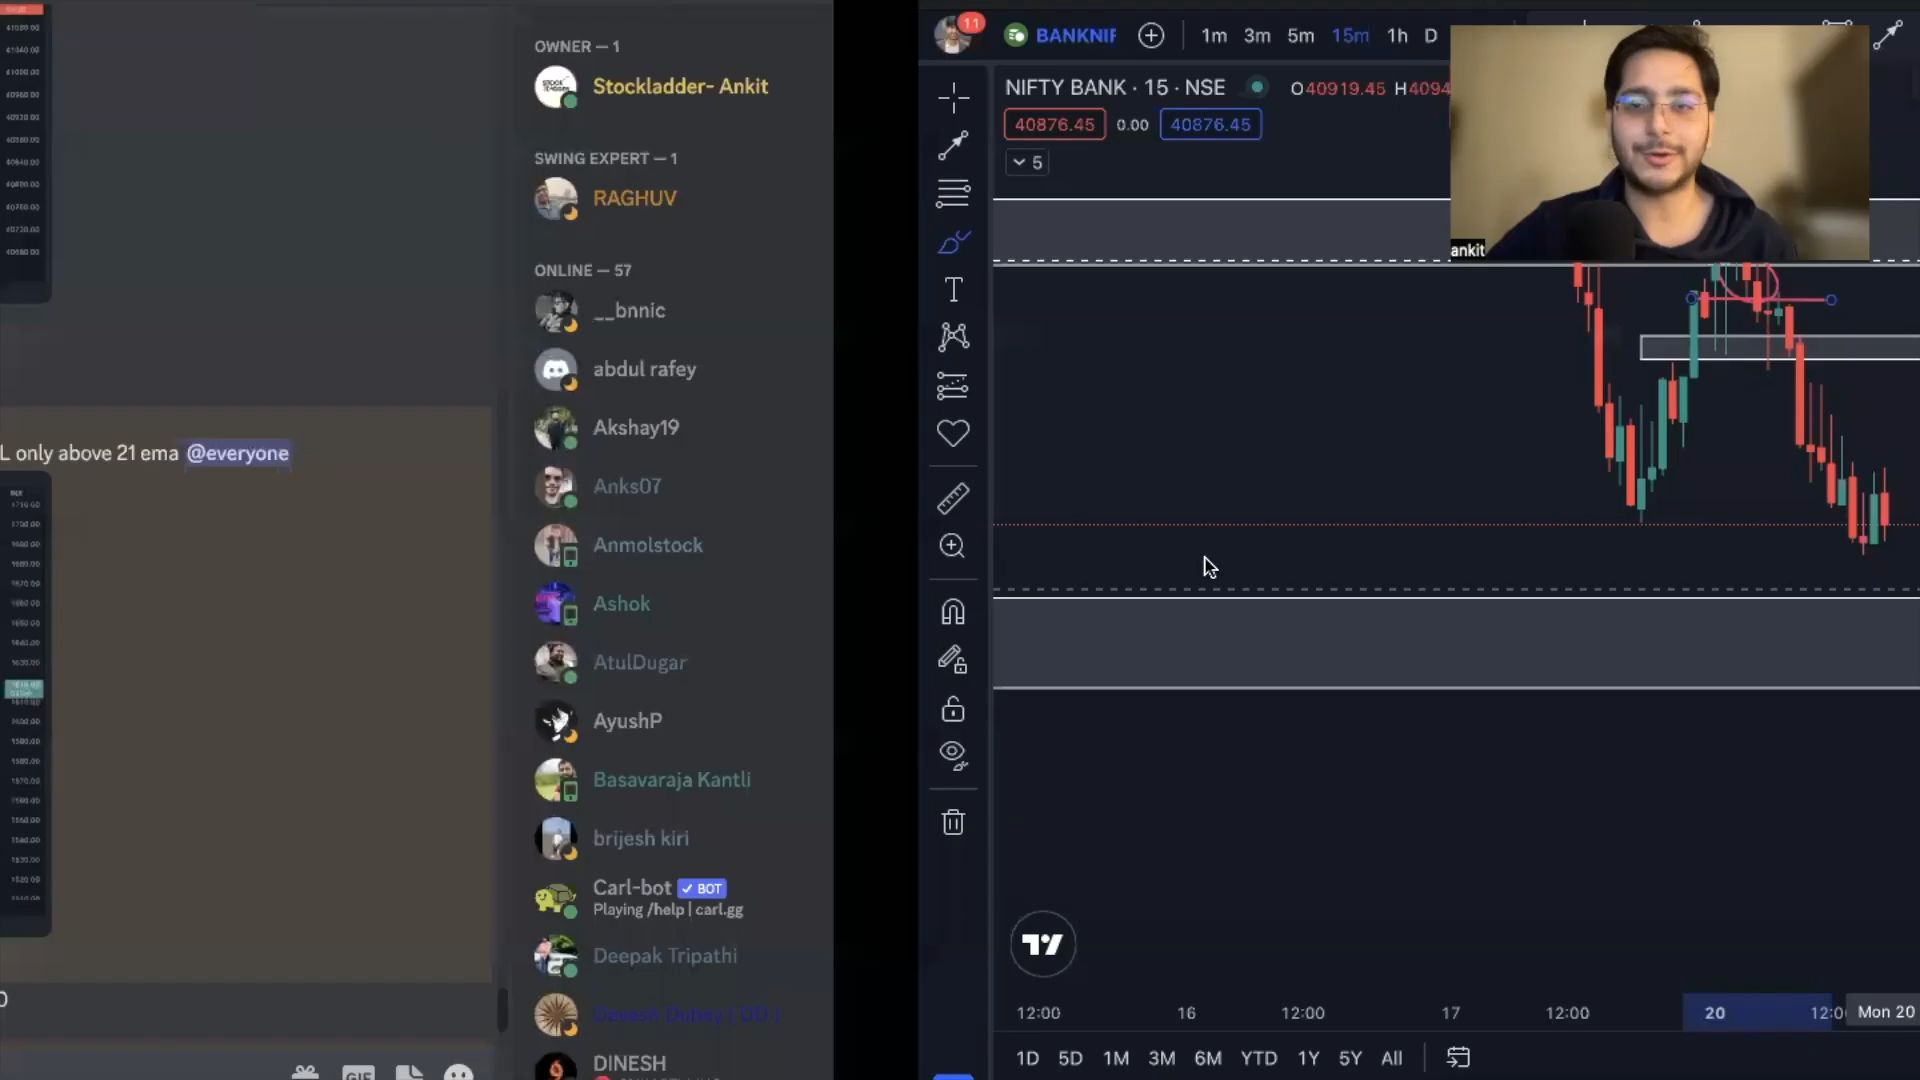 L only above 21 ema @everyone
OWNER — 1
Stockladder- Ankit
SWING EXPERT — 1
RAGHUV
ONLINE — 57
__bnnic
abdul rafey
Akshay19
Anks07
Anmolstock
Ashok
AtulDugar
AyushP
Basavaraja Kantli
brijesh kiri
Carl-bot ✓ BOT
Playing /help | carl.gg
Deepak Tripathi
DINESH
GIF
11
BANKNIF
1m 3m 5m 15m 1h D
NIFTY BANK · 15 · NSE O40919.45 H4094
40876.45 0.00 40876.45
5
ankit
12:00 16 12:00 17 12:00 20 12:00 Mon 20
1D 5D 1M 3M 6M YTD 1Y 5Y All